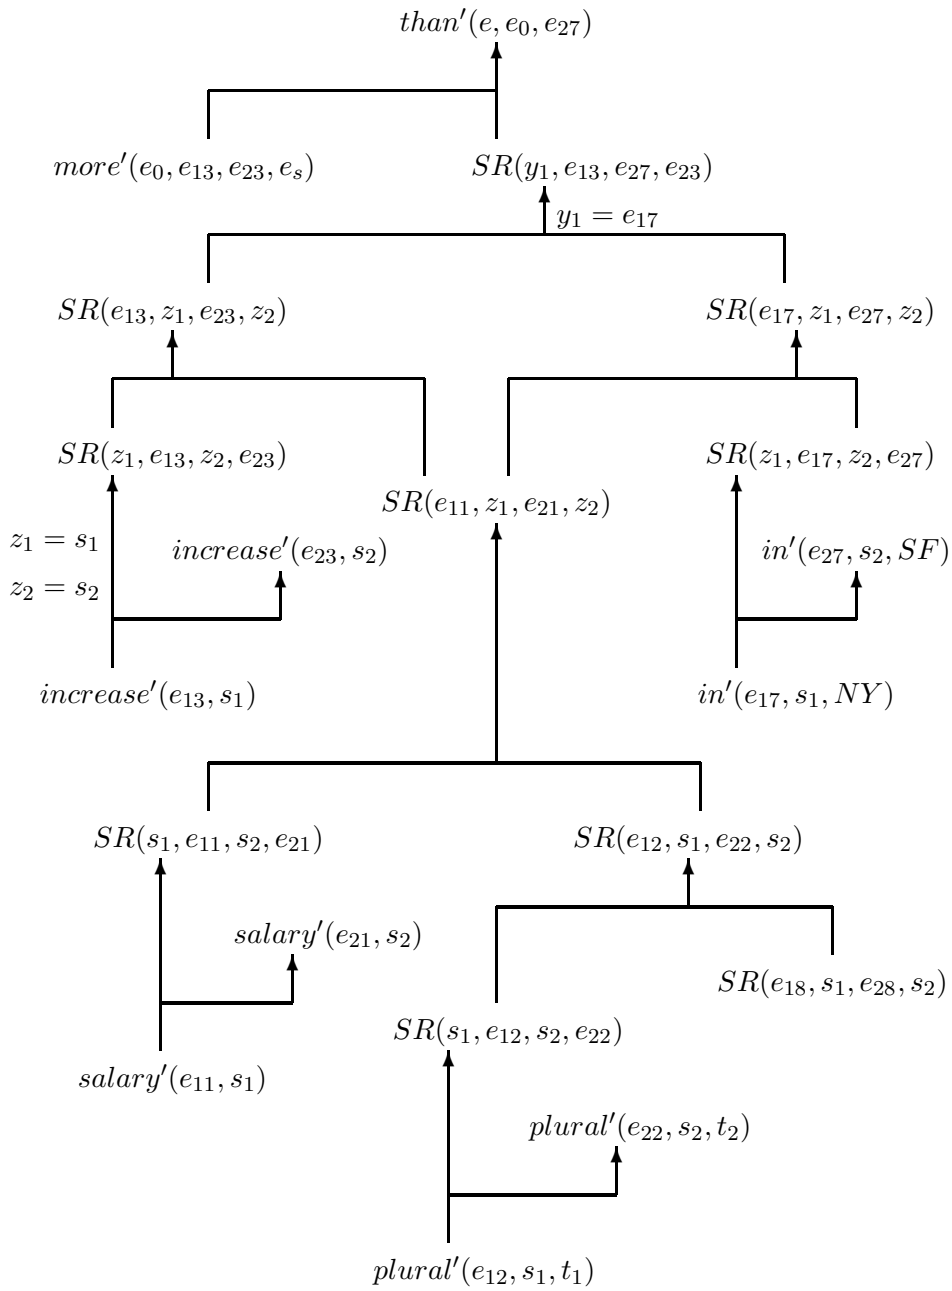 than′(e, e₀, e₂₇)
more′(e₀, e₁₃, e₂₃, eₛ) SR(y₁, e₁₃, e₂₇, e₂₃)
y₁ = e₁₇
SR(e₁₃, z₁, e₂₃, z₂) SR(e₁₇, z₁, e₂₇, z₂)
SR(z₁, e₁₃, z₂, e₂₃) SR(z₁, e₁₇, z₂, e₂₇)
SR(e₁₁, z₁, e₂₁, z₂)
z₁ = s₁ increase′(e₂₃, s₂) in′(e₂₇, s₂, SF)
z₂ = s₂
increase′(e₁₃, s₁) in′(e₁₇, s₁, NY)
SR(s₁, e₁₁, s₂, e₂₁) SR(e₁₂, s₁, e₂₂, s₂)
salary′(e₂₁, s₂)
SR(e₁₈, s₁, e₂₈, s₂)
SR(s₁, e₁₂, s₂, e₂₂)
salary′(e₁₁, s₁)
plural′(e₂₂, s₂, t₂)
plural′(e₁₂, s₁, t₁)